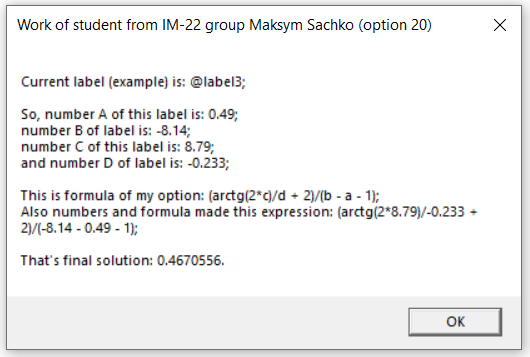 Work of student from IM-22 group Maksym Sachko (option 20)
Current label (example) is: @label3;
So, number A of this label is: 0.49;
number B of label is: -8.14;
number C of this label is: 8.79;
and number D of label is: -0.233;
This is formula of my option: (arctg(2*c)/d + 2)/(b - a - 1);
Also numbers and formula made this expression: (arctg(2*8.79)/-0.233 +
2)/(-8.14 - 0.49 - 1);
That's final solution: 0.4670556.
OK